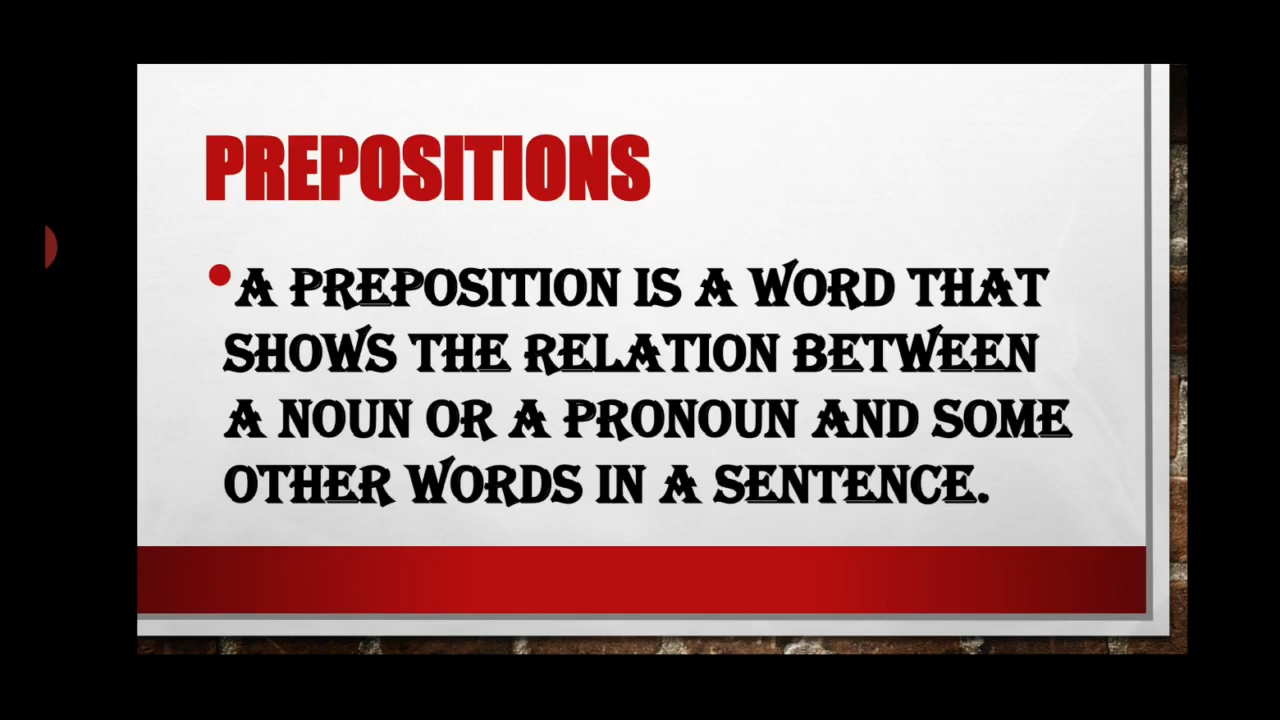 PREPOSITIONS
•A PREPOSITION IS A WORD THAT
SHOWS THE RELATION BETWEEN
A NOUN OR A PRONOUN AND SOME
OTHER WORDS IN A SENTENCE.